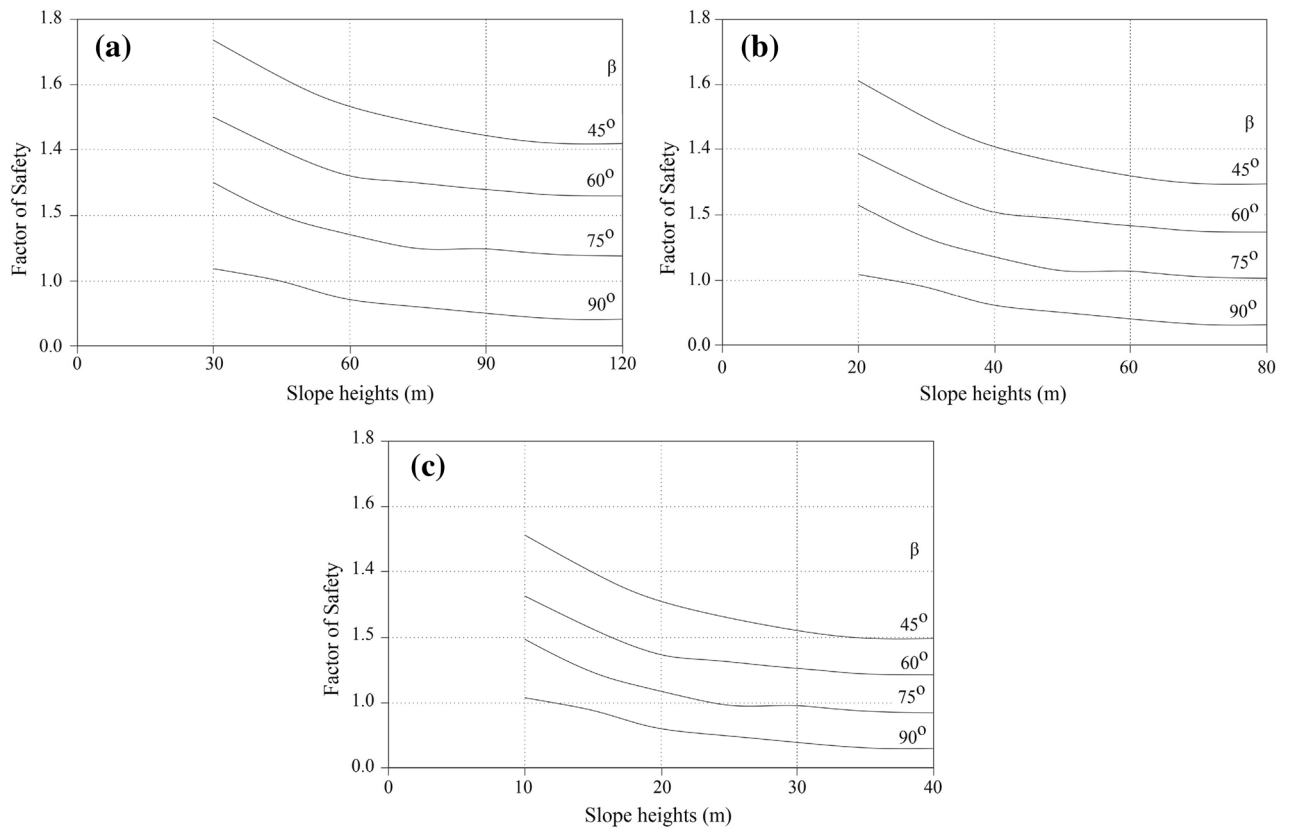 (a)
1.8
1.6
1.4
1.5
1.0
0.0
Factor of Safety
β
45°
60°
75°
90°
0 30 60 90 120
Slope heights (m)
(b)
1.8
1.6
1.4
1.5
1.0
0.0
Factor of Safety
β
45°
60°
75°
90°
0 20 40 60 80
Slope heights (m)
(c)
1.8
1.6
1.4
1.5
1.0
0.0
Factor of Safety
β
45°
60°
75°
90°
0 10 20 30 40
Slope heights (m)